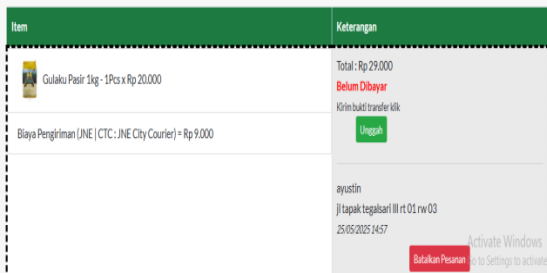 Item
Keterangan
Gulaku Pasir 1kg - 1Pcs x Rp 20.000
Total : Rp 29.000
Belum Dibayar
Kirim bukti transfer klik
Unggah
Biaya Pengiriman (JNE | CTC : JNE City Courier) = Rp 9.000
ayustin
jl tapak tegalsari III rt 01 rw 03
25/05/2025 14:57
Batalkan Pesanan
Activate Windows
Go to Settings to activate